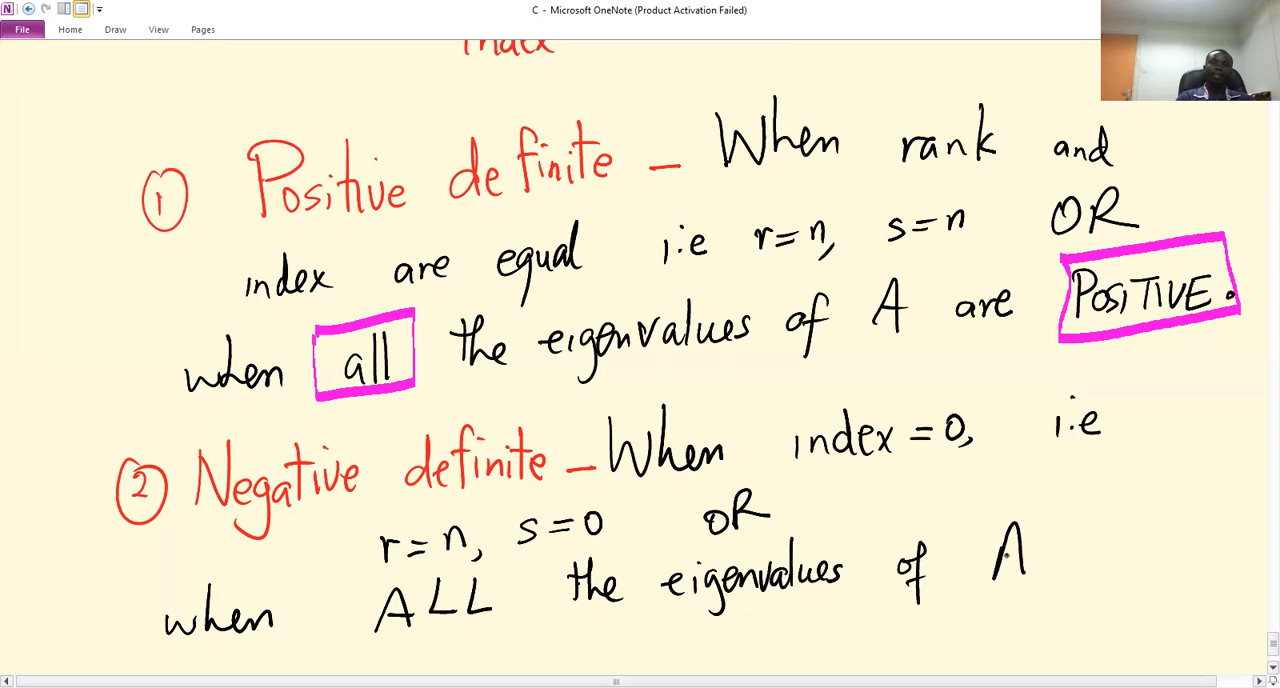 C - Microsoft OneNote (Product Activation Failed)
File Home Draw View Pages
index
① Positive definite - When rank and
index are equal i.e r=n, s=n OR
when all the eigenvalues of A are POSITIVE.
② Negative definite - When index = 0, i.e
r=n, s=0 OR
when ALL the eigenvalues of A